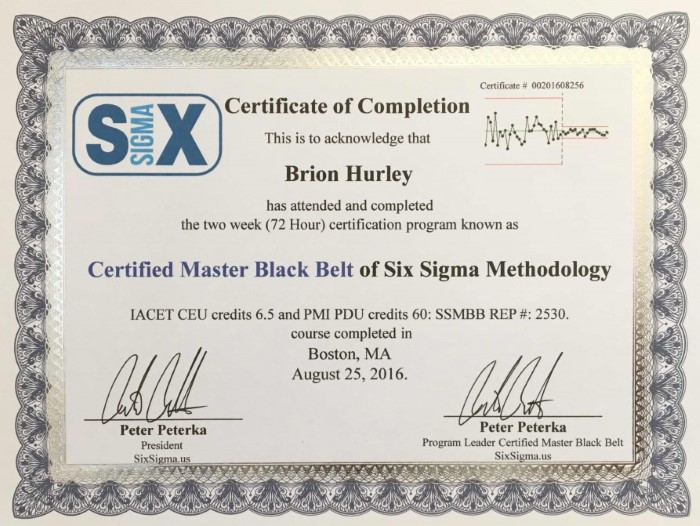 SIX
SIGMA
Certificate # 00201608256
Certificate of Completion
This is to acknowledge that
Brion Hurley
has attended and completed
the two week (72 Hour) certification program known as
Certified Master Black Belt of Six Sigma Methodology
IACET CEU credits 6.5 and PMI PDU credits 60: SSMBB REP #: 2530.
course completed in
Boston, MA
August 25, 2016.
Peter Peterka
President
SixSigma.us
Peter Peterka
Program Leader Certified Master Black Belt
SixSigma.us